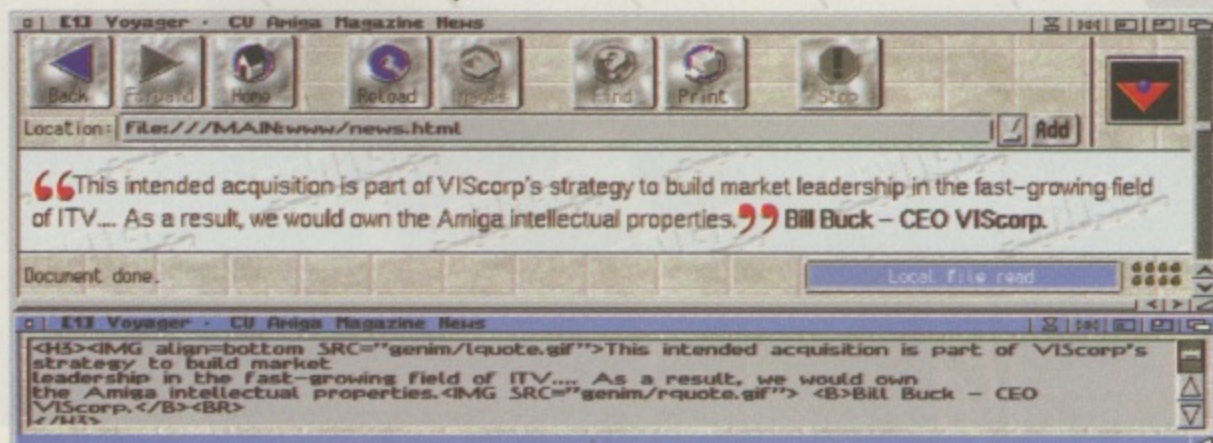 [1] Voyager · CU Amiga Magazine News
Back Forward Home Reload Images Find Print Stop
Location: File:///MAIN:www/news.html Add
“This intended acquisition is part of VIScorp's strategy to build market leadership in the fast-growing field
of ITV.... As a result, we would own the Amiga intellectual properties.” Bill Buck – CEO VIScorp.
Document done. Local file read
[1] Voyager · CU Amiga Magazine News
<H3><IMG align=bottom SRC="genim/lquote.gif">This intended acquisition is part of VIScorp's
strategy to build market
leadership in the fast-growing field of ITV.... As a result, we would own
the Amiga intellectual properties.<IMG SRC="genim/rquote.gif"> <B>Bill Buck – CEO
VIScorp.</B><BR>
</H3>